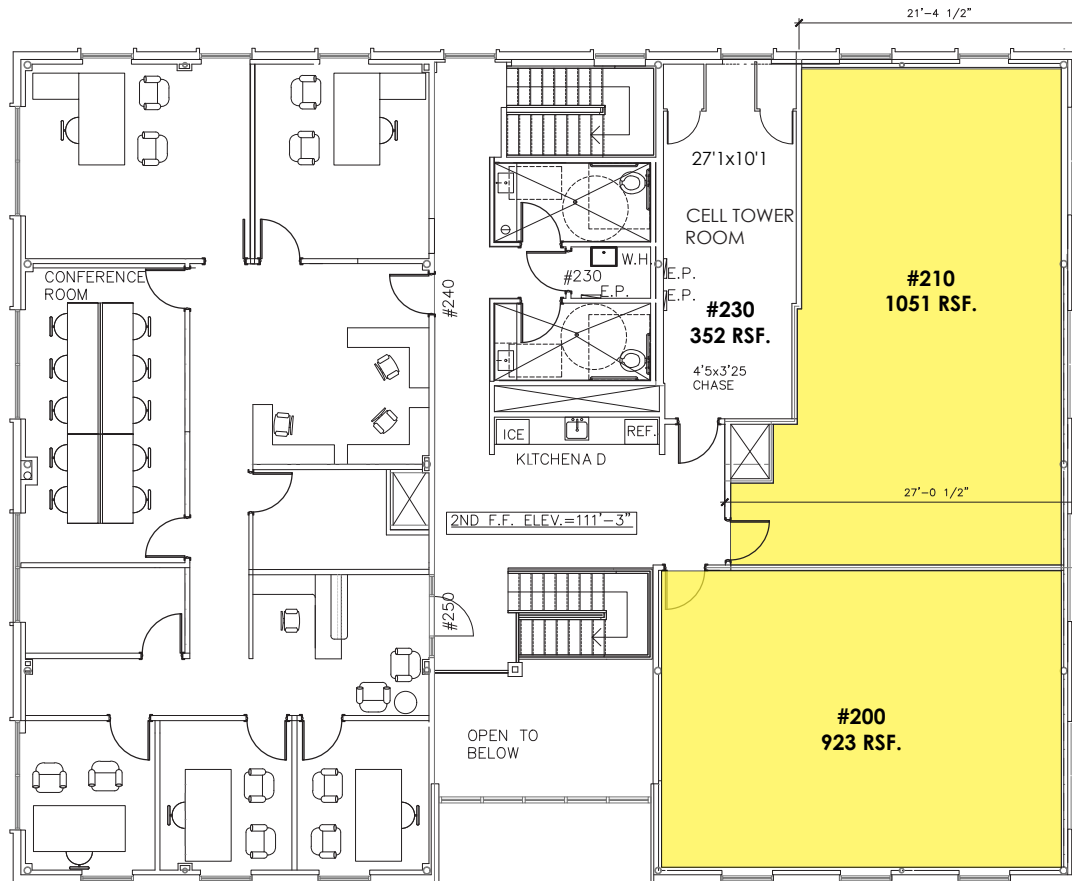 21'-4 1/2"
27'1x10'1
CELL TOWER
ROOM
W.H.
#230
E.P.
E.P.
E.P.
CONFERENCE
ROOM
#240
#210
1051 RSF.
#230
352 RSF.
4'5x3'25
CHASE
ICE
REF.
KLTCHENA D
27'-0 1/2"
2ND F.F. ELEV.=111'-3"
#250
#200
923 RSF.
OPEN TO
BELOW